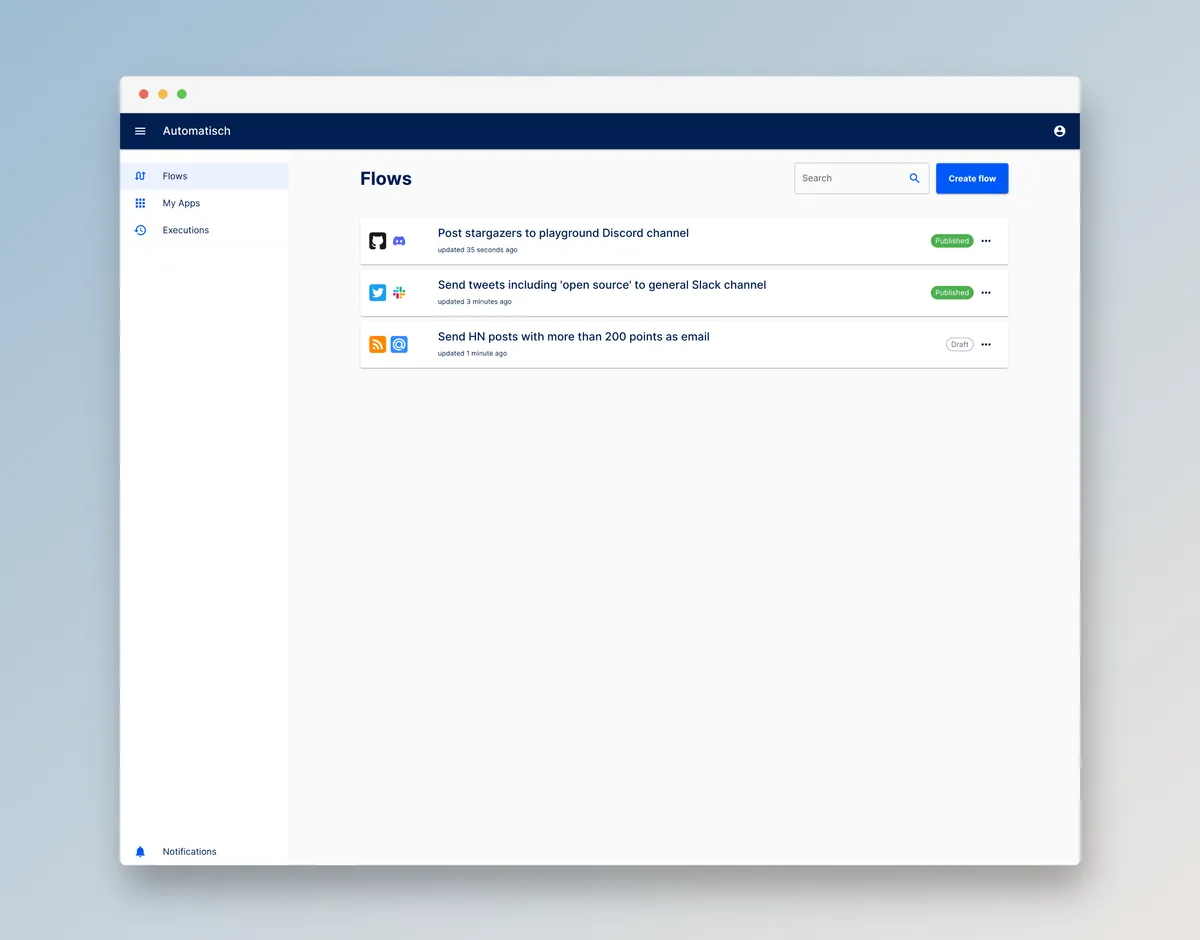 Automatisch
Flows
My Apps
Executions
Notifications
Flows
Search
Create flow
Post stargazers to playground Discord channel
updated 35 seconds ago
Published
Send tweets including 'open source' to general Slack channel
updated 3 minutes ago
Published
Send HN posts with more than 200 points as email
updated 1 minute ago
Draft